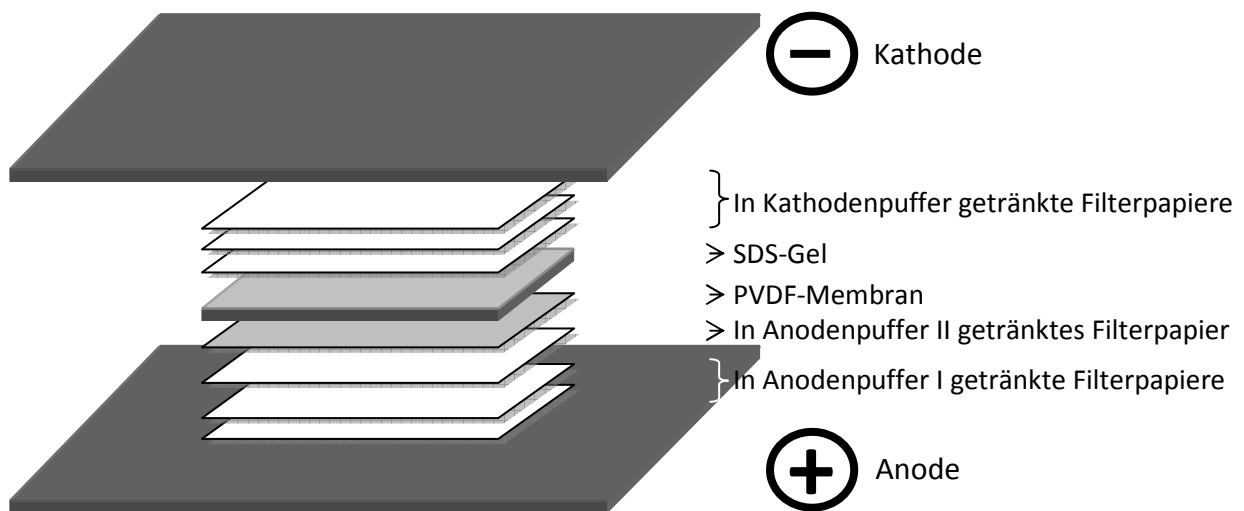 Kathode
In Kathodenpuffer getränkte Filterpapiere
SDS-Gel
PVDF-Membran
In Anodenpuffer II getränktes Filterpapier
In Anodenpuffer I getränkte Filterpapiere
Anode